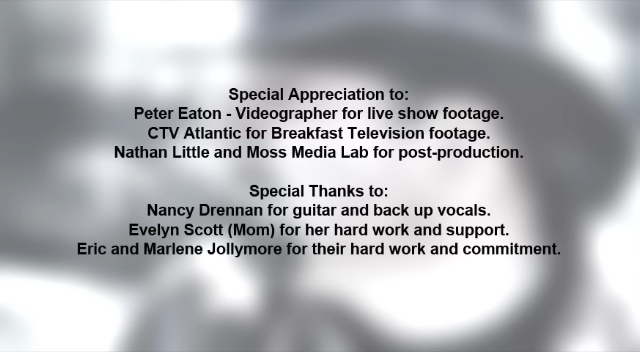 Special Appreciation to:
Peter Eaton - Videographer for live show footage.
CTV Atlantic for Breakfast Television footage.
Nathan Little and Moss Media Lab for post-production.
Special Thanks to:
Nancy Drennan for guitar and back up vocals.
Evelyn Scott (Mom) for her hard work and support.
Eric and Marlene Jollymore for their hard work and commitment.